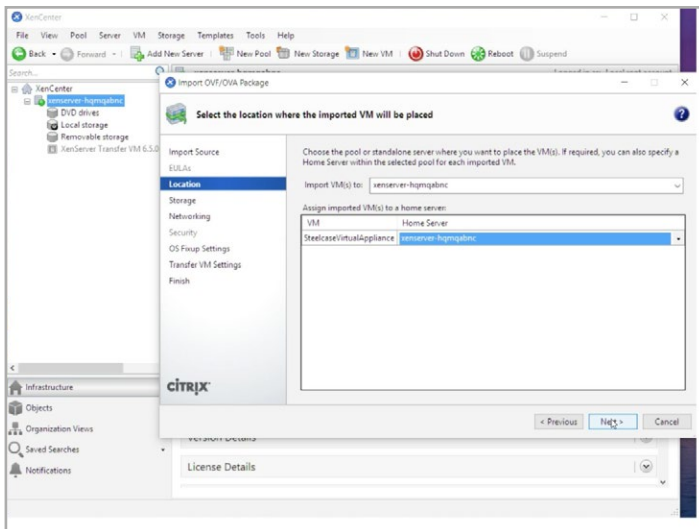 XenCenter
File View Pool Server VM Storage Templates Tools Help
Back Forward Add New Server New Pool New Storage New VM Shut Down Reboot Suspend
Search...
XenCenter
xenserver-hqmqabnc
DVD drives
Local storage
Removable storage
XenServer Transfer VM 6.5.0
Import OVF/OVA Package
Select the location where the imported VM will be placed
Import Source
EULAs
Location
Storage
Networking
Security
OS Fixup Settings
Transfer VM Settings
Finish
CITRIX
Choose the pool or standalone server where you want to place the VM(s). If required, you can also specify a
Home Server within the selected pool for each imported VM.
Import VM(s) to: xenserver-hqmqabnc
Assign imported VM(s) to a home server:
VM Home Server
SteelcaseVirtualAppliance xenserver-hqmqabnc
< Previous Next > Cancel
Infrastructure
Objects
Organization Views
Saved Searches
Notifications
Version Details
License Details